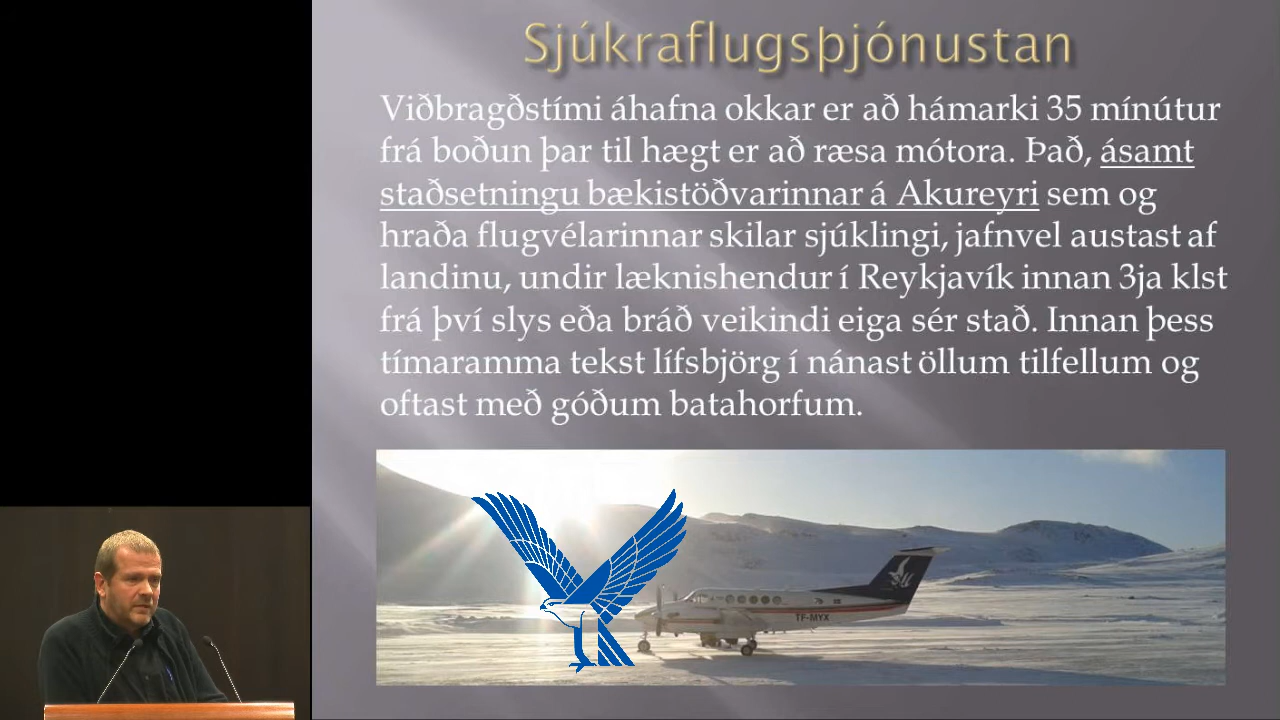 Sjúkraflugsþjónustan
Viðbragðstími áhafna okkar er að hámarki 35 mínútur
frá boðun þar til hægt er að ræsa mótora. Það, ásamt
staðsetningu bækistöðvarinnar á Akureyri sem og
hraða flugvélarinnar skilar sjúklingi, jafnvel austast af
landinu, undir læknishendur í Reykjavík innan 3ja klst
frá því slys eða bráð veikindi eiga sér stað. Innan þess
tímaramma tekst lífsbjörg í nánast öllum tilfellum og
oftast með góðum batahorfum.
TF-MYX